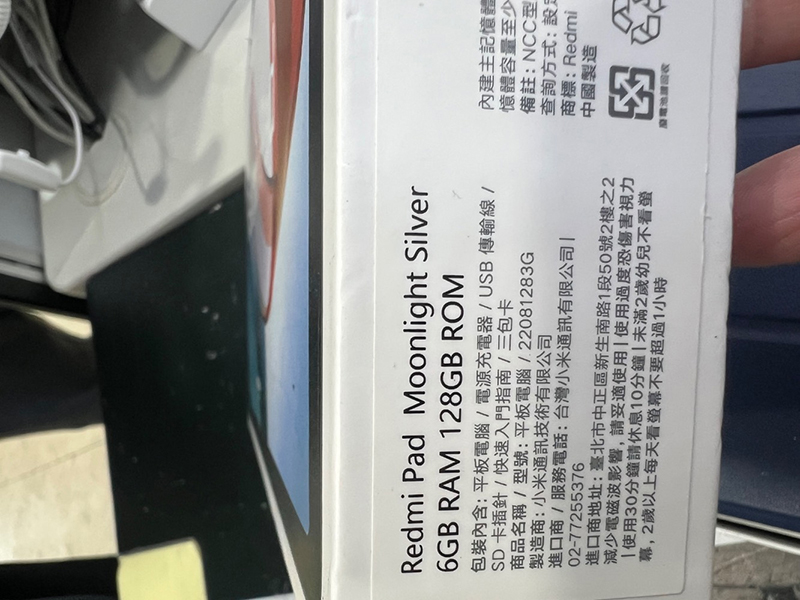 Redmi Pad Moonlight Silver
6GB RAM 128GB ROM
包裝內含: 平板電腦 / 電源充電器 / USB 傳輸線 /
SD 卡插針 / 快速入門指南 / 三包卡
商品名稱 / 型號: 平板電腦 / 22081283G
製造商: 小米通訊技術有限公司
進口商 / 服務電話: 台灣小米通訊有限公司 |
02-77255376
進口商地址: 臺北市中正區新生南路1段50號2樓之2
減少電磁波影響, 請妥適使用 | 使用過度恐傷害視力
| 使用30分鐘請休息10分鐘 | 未滿2歲幼兒不看螢
幕, 2歲以上每天看螢幕不要超過1小時
內建主記憶體
憶體容量至少
備註: NCC型
查詢方式: 設定
商標: Redmi
中國製造
廢電池請回收